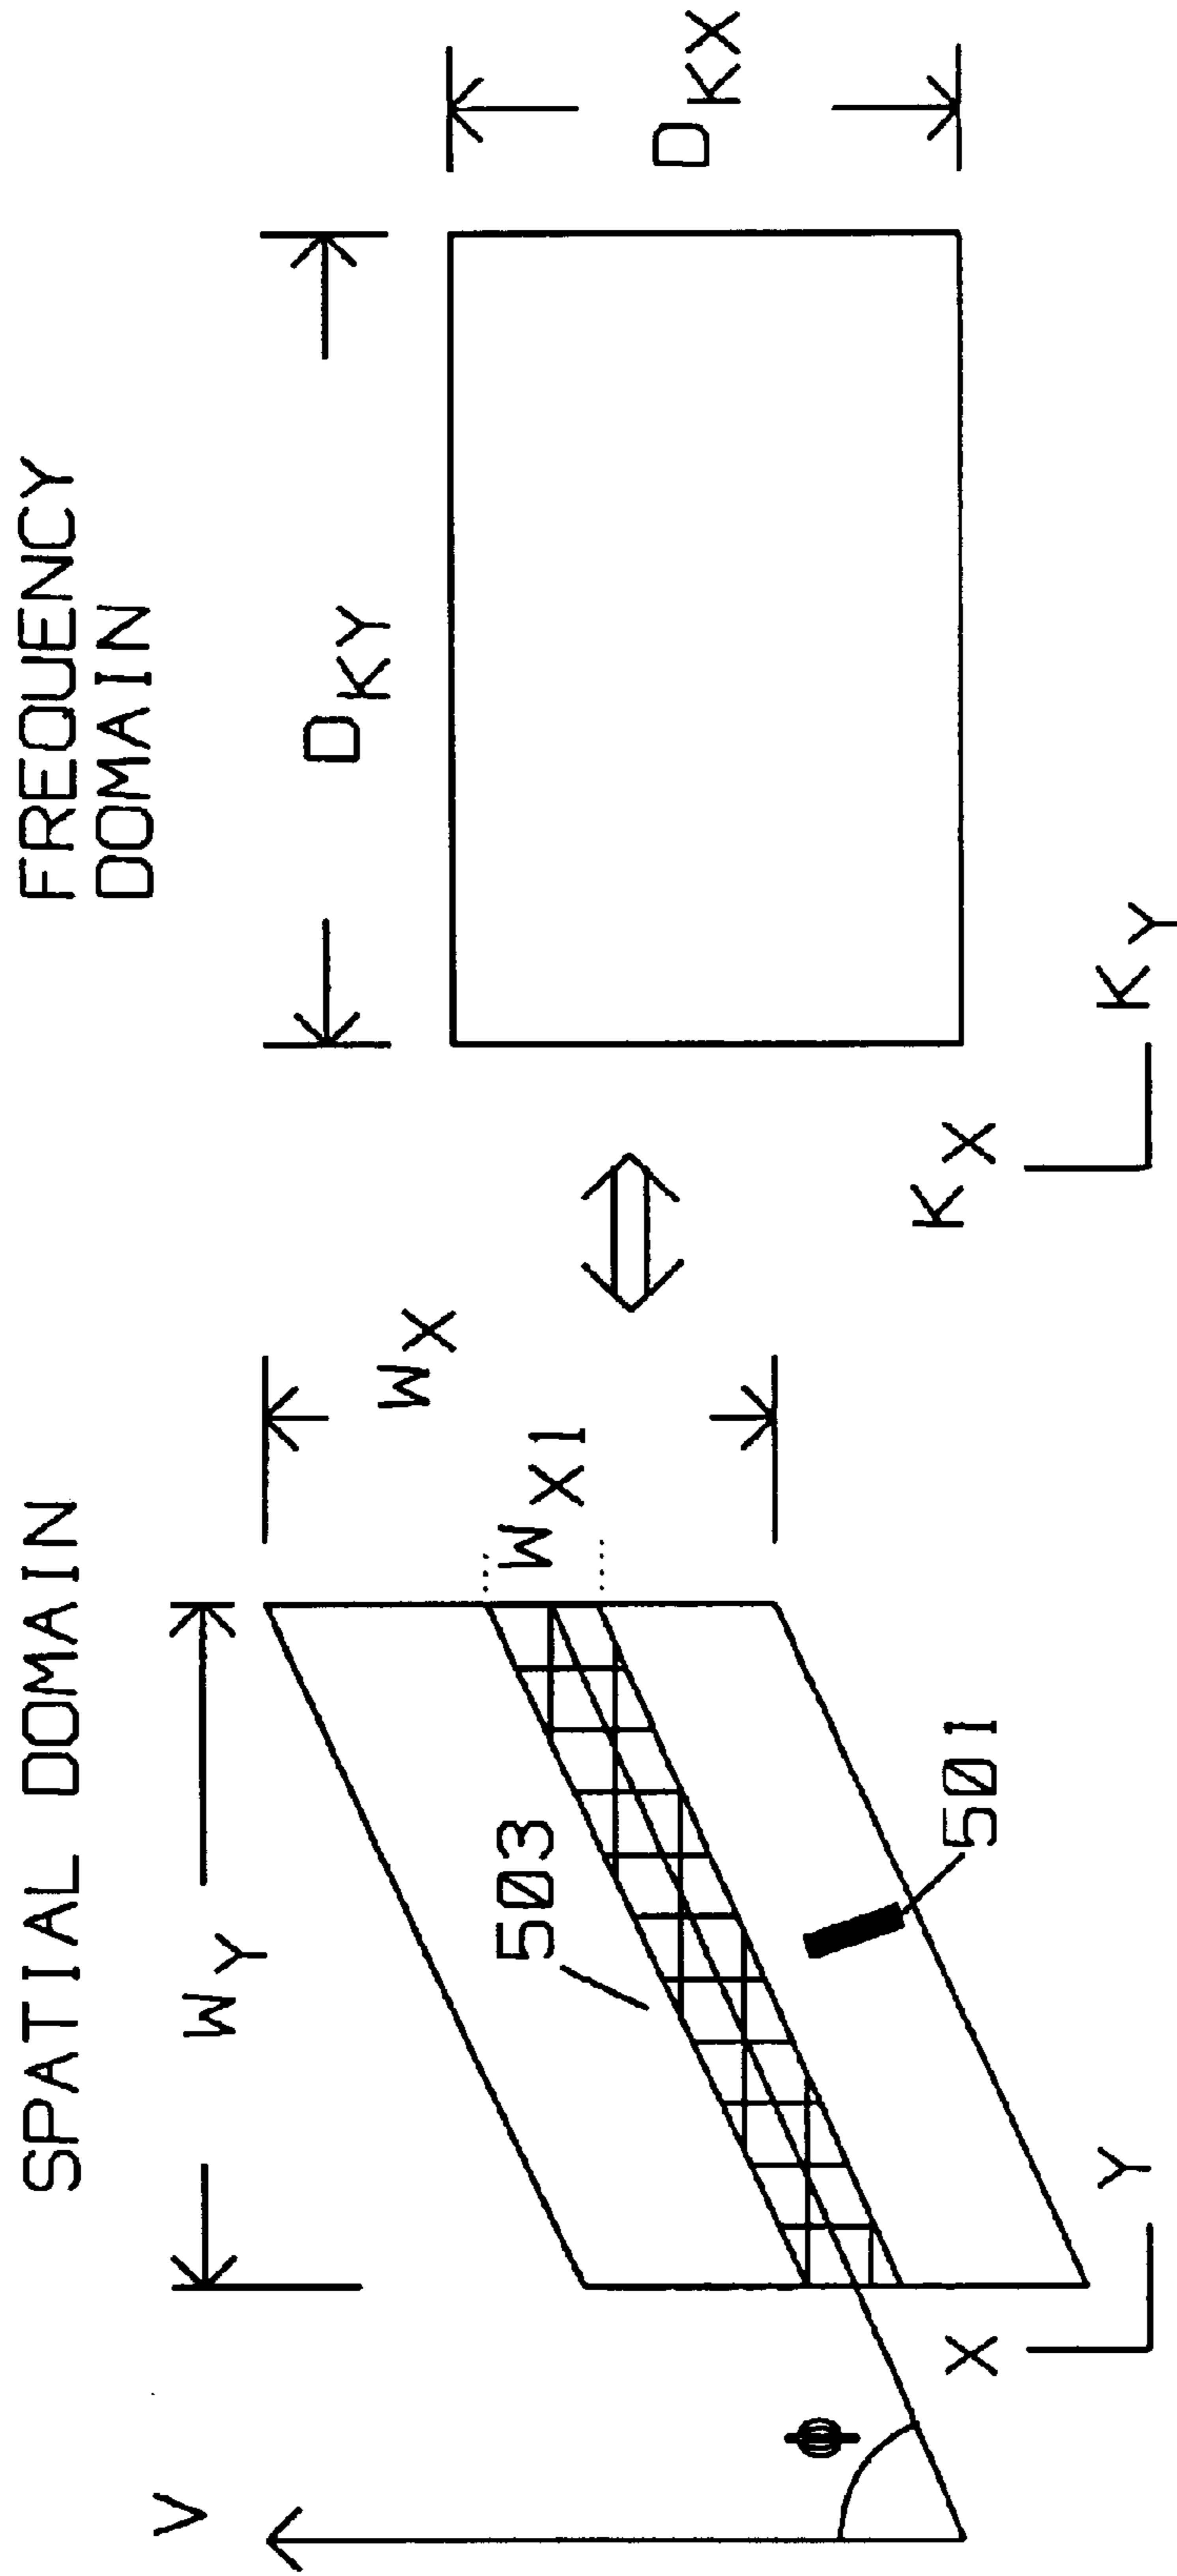 SPATIAL DOMAIN
FREQUENCY
DOMAIN
V
W_Y
D_KY
W_X
W_X1
D_KX
503
501
Φ
X
Y
K_X
K_Y